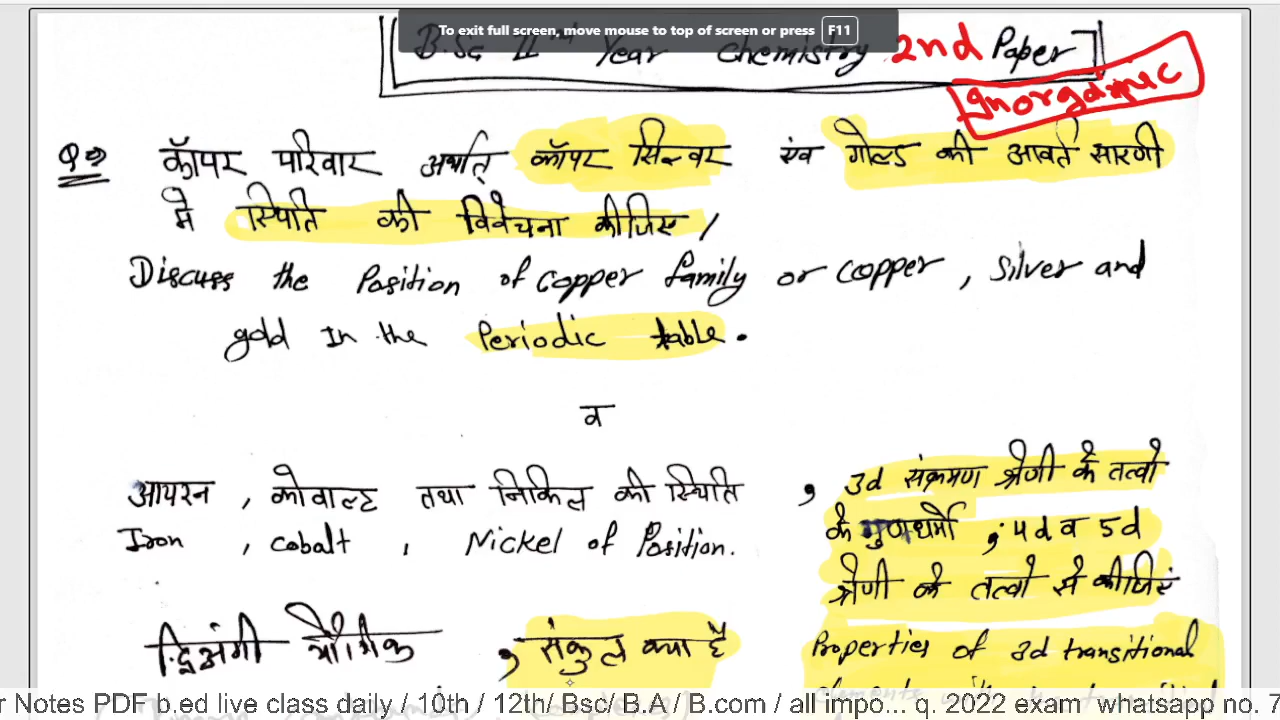 To exit full screen, move mouse to top of screen or press F11
B.Sc II nd Year Chemistry 2nd Paper
Inorganic
Q⇒ कॉपर परिवार अर्थात् कॉपर सिल्वर एंव गोल्ड की आवर्त सारणी
मे स्थिति की विवेचना कीजिए /
Discuss the Position of Copper family or Copper, Silver and
gold In the Periodic table.
व
आयरन , कोवाल्ट तथा निकिल की स्थिति
Iron , Cobalt , Nickel of Position.
, 3d संक्रमण श्रेणी के तत्वो
के गुणधर्मो , 4d व 5d
श्रेणी के तत्वो से कीजिएं
Properties of 3d transitional
द्विअंगी यौगिक , संकुल क्या है
r Notes PDF b.ed live class daily / 10th / 12th/ Bsc/ B.A / B.com / all impo... q. 2022 exam whatsapp no. 7